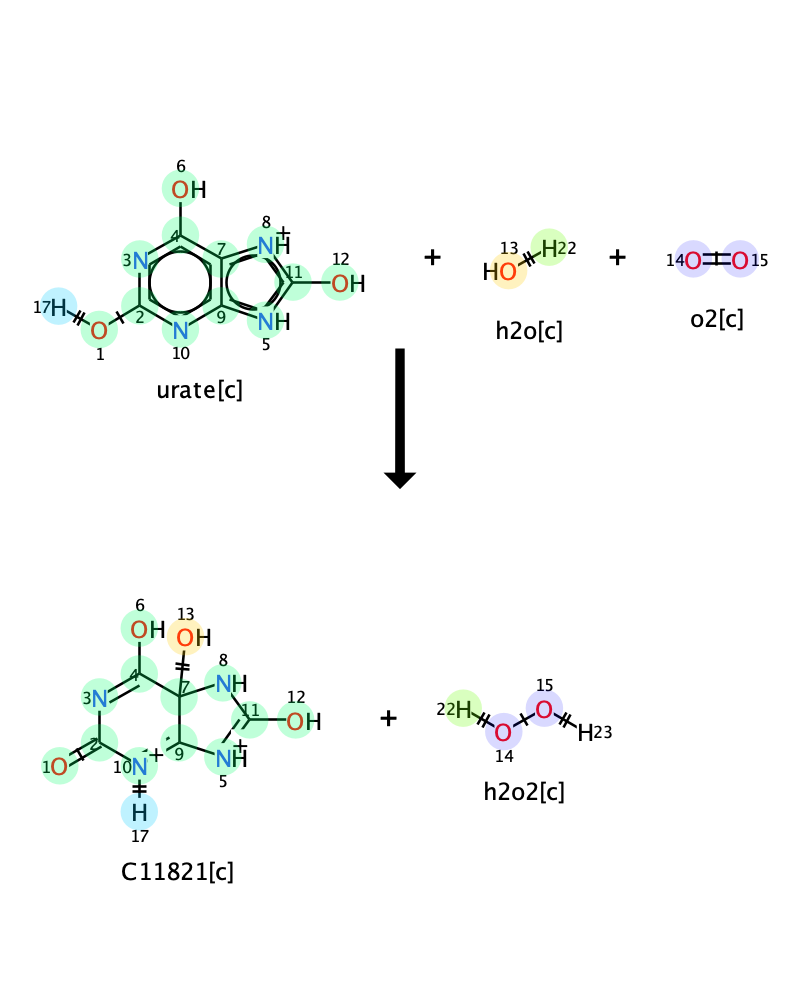 6
OH
4
8
+
NH
3
N
7
12
11
OH
17
H
O
1
2
N
10
9
NH
5
urate[c]
+
13
H
22
HO
h2o[c]
+
14
O
O
15
o2[c]
6
OH
13
OH
4
8
NH
3
N
7
11
12
OH
2
1
O
10
N
+
9
+
NH
5
H
17
C11821[c]
+
22
H
15
O
O
14
H
23
h2o2[c]